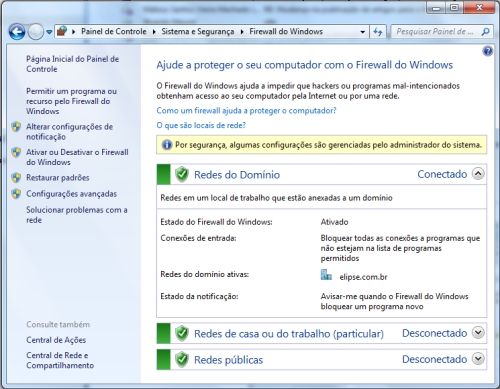 Painel de Controle ▸ Sistema e Segurança ▸ Firewall do Windows
Pesquisar Painel de ...
Página Inicial do Painel de
Controle
Permitir um programa ou
recurso pelo Firewall do
Windows
Alterar configurações de
notificação
Ativar ou Desativar o Firewall
do Windows
Restaurar padrões
Configurações avançadas
Solucionar problemas com a
rede
Consulte também
Central de Ações
Central de Rede e
Compartilhamento
Ajude a proteger o seu computador com o Firewall do Windows
O Firewall do Windows ajuda a impedir que hackers ou programas mal-intencionados
obtenham acesso ao seu computador pela Internet ou por uma rede.
Como um firewall ajuda a proteger o computador?
O que são locais de rede?
Por segurança, algumas configurações são gerenciadas pelo administrador do sistema.
Redes do Domínio Conectado
Redes em um local de trabalho que estão anexadas a um domínio
Estado do Firewall do Windows: Ativado
Conexões de entrada: Bloquear todas as conexões a programas que
não estejam na lista de programas
permitidos
Redes do domínio ativas: elipse.com.br
Estado da notificação: Avisar-me quando o Firewall do Windows
bloquear um programa novo
Redes de casa ou do trabalho (particular) Desconectado
Redes públicas Desconectado